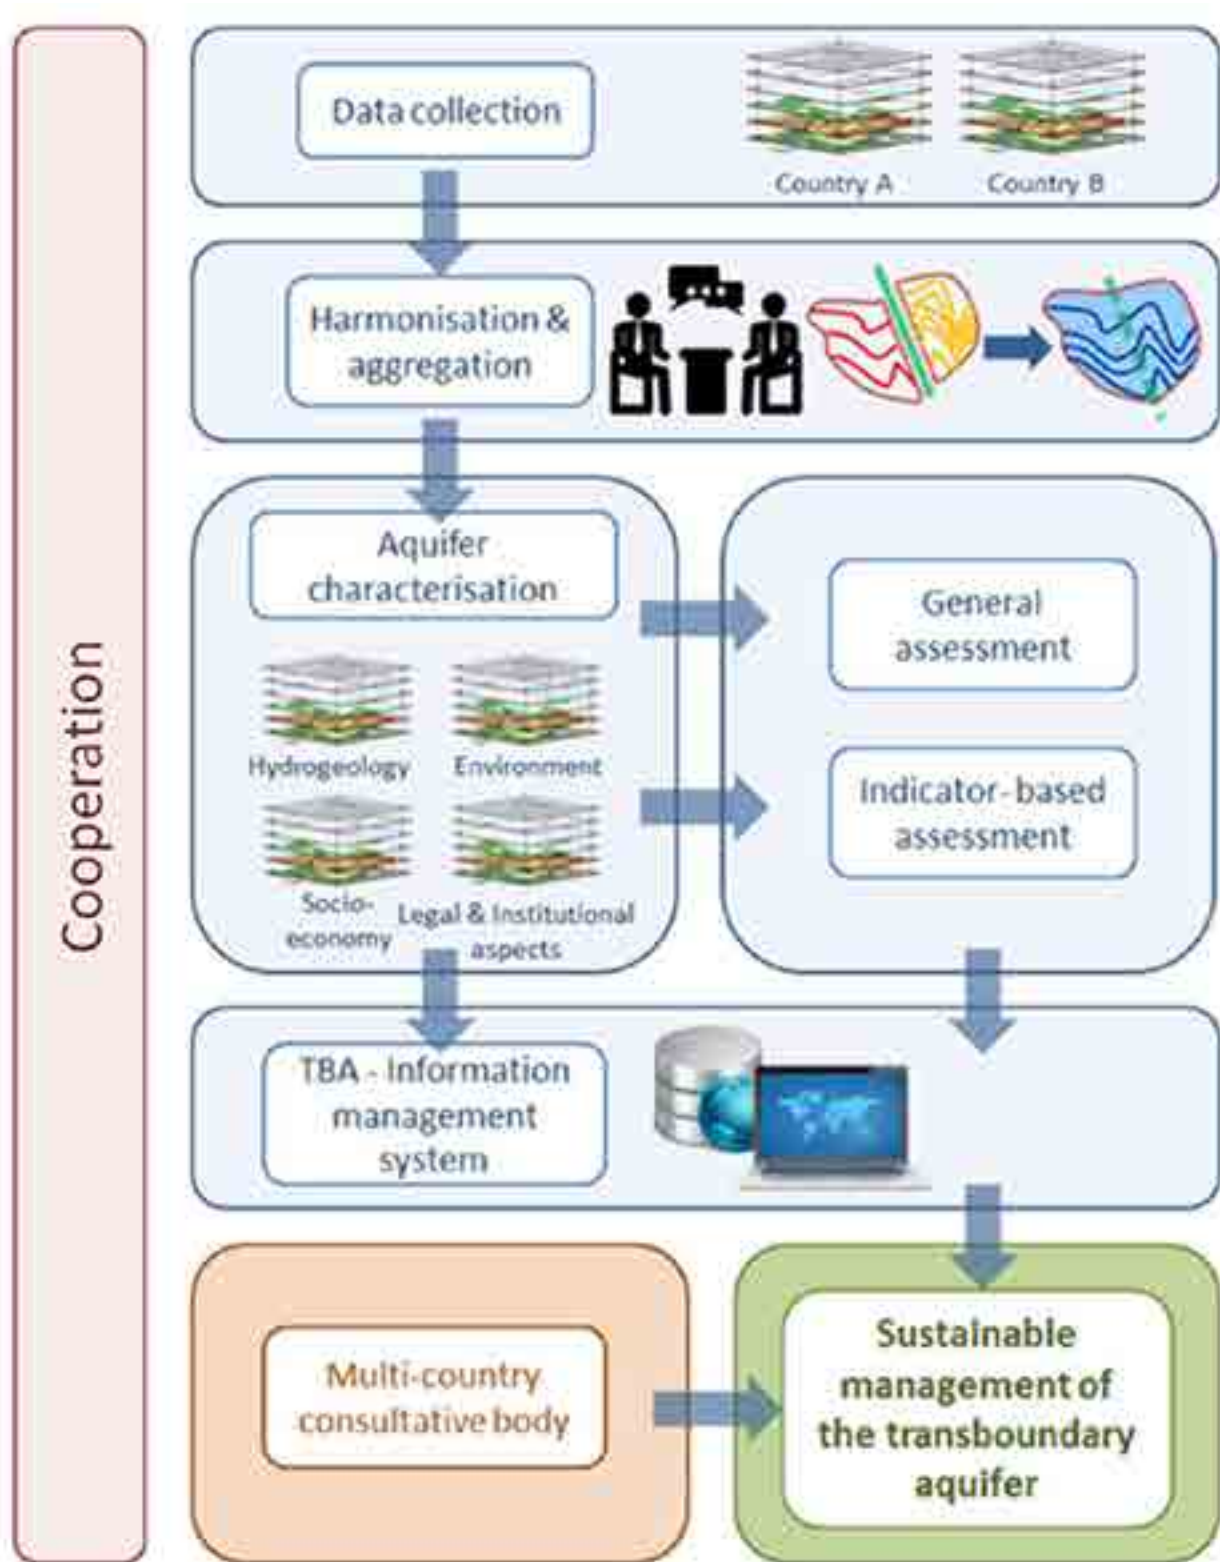 Cooperation
Data collection
Country A
Country B
Harmonisation &
aggregation
Aquifer
characterisation
Hydrogeology
Environment
Socio-
economy
Legal & Institutional
aspects
General
assessment
Indicator- based
assessment
TBA - Information
management
system
Multi-country
consultative body
Sustainable
management of
the transboundary
aquifer